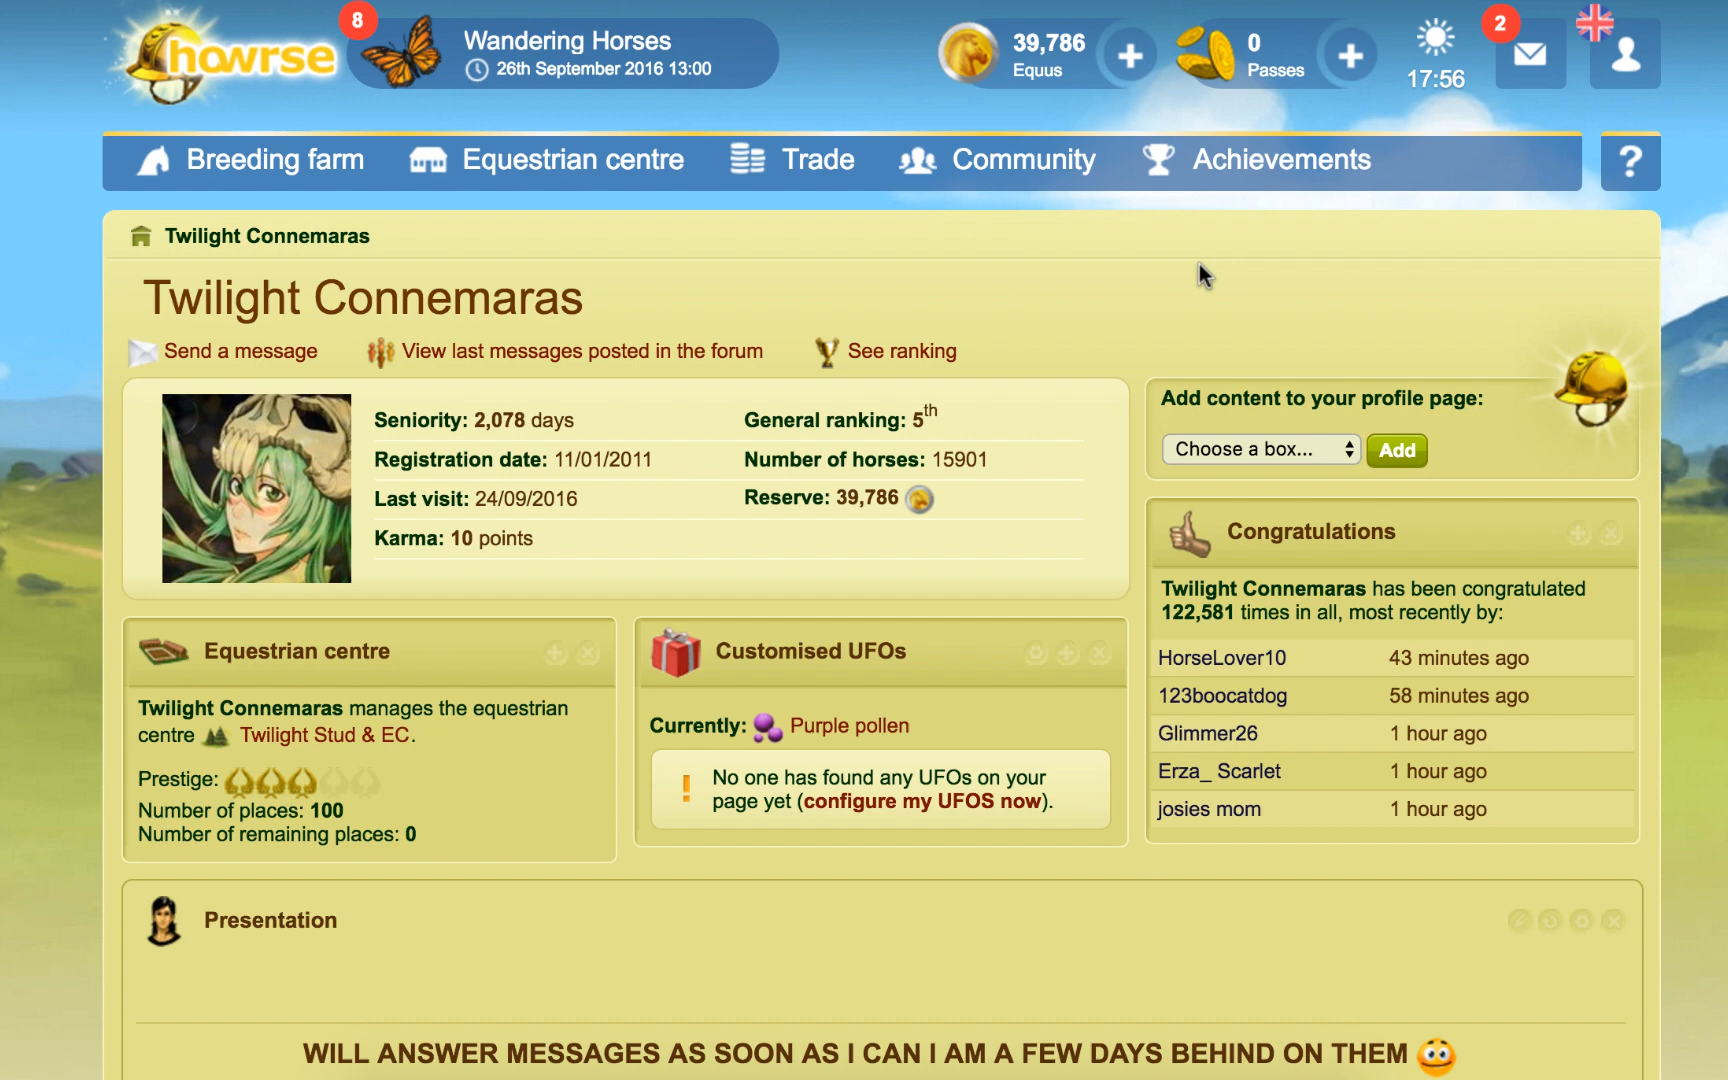 howrse
8
Wandering Horses
26th September 2016 13:00
39,786
Equus
0
Passes
17:56
2
Breeding farm
Equestrian centre
Trade
Community
Achievements
?
Twilight Connemaras
Twilight Connemaras
Send a message
View last messages posted in the forum
See ranking
Seniority: 2,078 days
General ranking: 5th
Registration date: 11/01/2011
Number of horses: 15901
Last visit: 24/09/2016
Reserve: 39,786
Karma: 10 points
Add content to your profile page:
Choose a box...
Add
Congratulations
Twilight Connemaras has been congratulated
122,581 times in all, most recently by:
HorseLover10 43 minutes ago
123boocatdog 58 minutes ago
Glimmer26 1 hour ago
Erza_ Scarlet 1 hour ago
josies mom 1 hour ago
Equestrian centre
Twilight Connemaras manages the equestrian
centre Twilight Stud & EC.
Prestige:
Number of places: 100
Number of remaining places: 0
Customised UFOs
Currently: Purple pollen
No one has found any UFOs on your
page yet (configure my UFOS now).
Presentation
WILL ANSWER MESSAGES AS SOON AS I CAN I AM A FEW DAYS BEHIND ON THEM